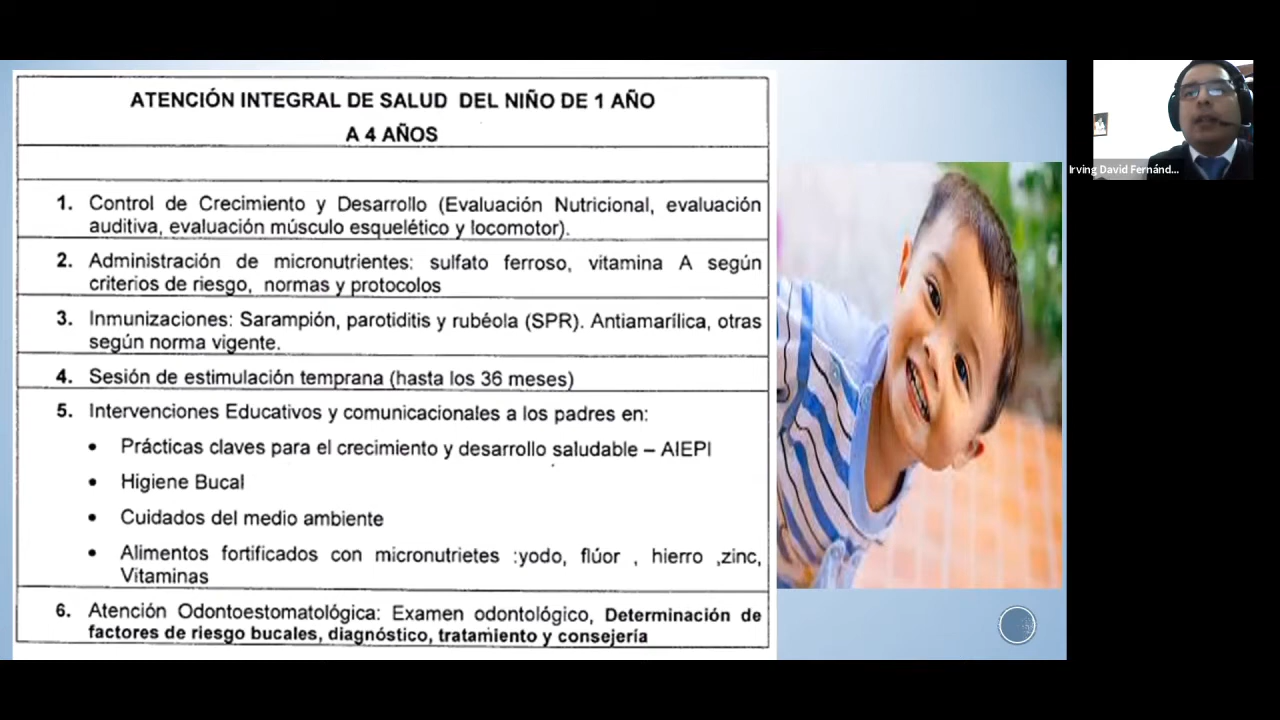 ATENCIÓN INTEGRAL DE SALUD DEL NIÑO DE 1 AÑO
A 4 AÑOS
1. Control de Crecimiento y Desarrollo (Evaluación Nutricional, evaluación
auditiva, evaluación músculo esquelético y locomotor).
2. Administración de micronutrientes: sulfato ferroso, vitamina A según
criterios de riesgo, normas y protocolos
3. Inmunizaciones: Sarampión, parotiditis y rubéola (SPR). Antiamarílica, otras
según norma vigente.
4. Sesión de estimulación temprana (hasta los 36 meses)
5. Intervenciones Educativos y comunicacionales a los padres en:
• Prácticas claves para el crecimiento y desarrollo saludable – AIEPI
• Higiene Bucal
• Cuidados del medio ambiente
• Alimentos fortificados con micronutrietes :yodo, flúor , hierro ,zinc,
Vitaminas
6. Atención Odontoestomatológica: Examen odontológico, Determinación de
factores de riesgo bucales, diagnóstico, tratamiento y consejería
Irving David Fernánd...